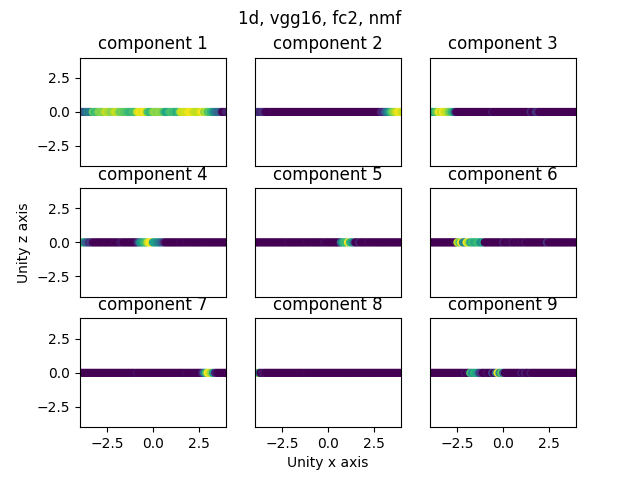 1d, vgg16, fc2, nmf
component 1
component 2
component 3
2.5
0.0
−2.5
component 4
component 5
component 6
2.5
0.0
−2.5
Unity z axis
component 7
component 8
component 9
2.5
0.0
−2.5
−2.5 0.0 2.5
−2.5 0.0 2.5
−2.5 0.0 2.5
Unity x axis